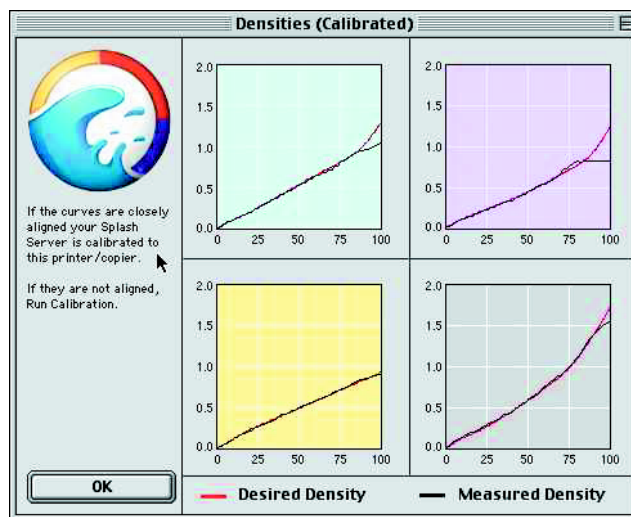 Densities (Calibrated)
If the curves are closely
aligned your Splash
Server is calibrated to
this printer/copier.
If they are not aligned,
Run Calibration.
OK
2.0
1.5
1.0
0.5
0.0
0 25 50 75 100
2.0
1.5
1.0
0.5
0.0
0 25 50 75 100
2.0
1.5
1.0
0.5
0.0
0 25 50 75 100
2.0
1.5
1.0
0.5
0.0
0 25 50 75 100
Desired Density
Measured Density